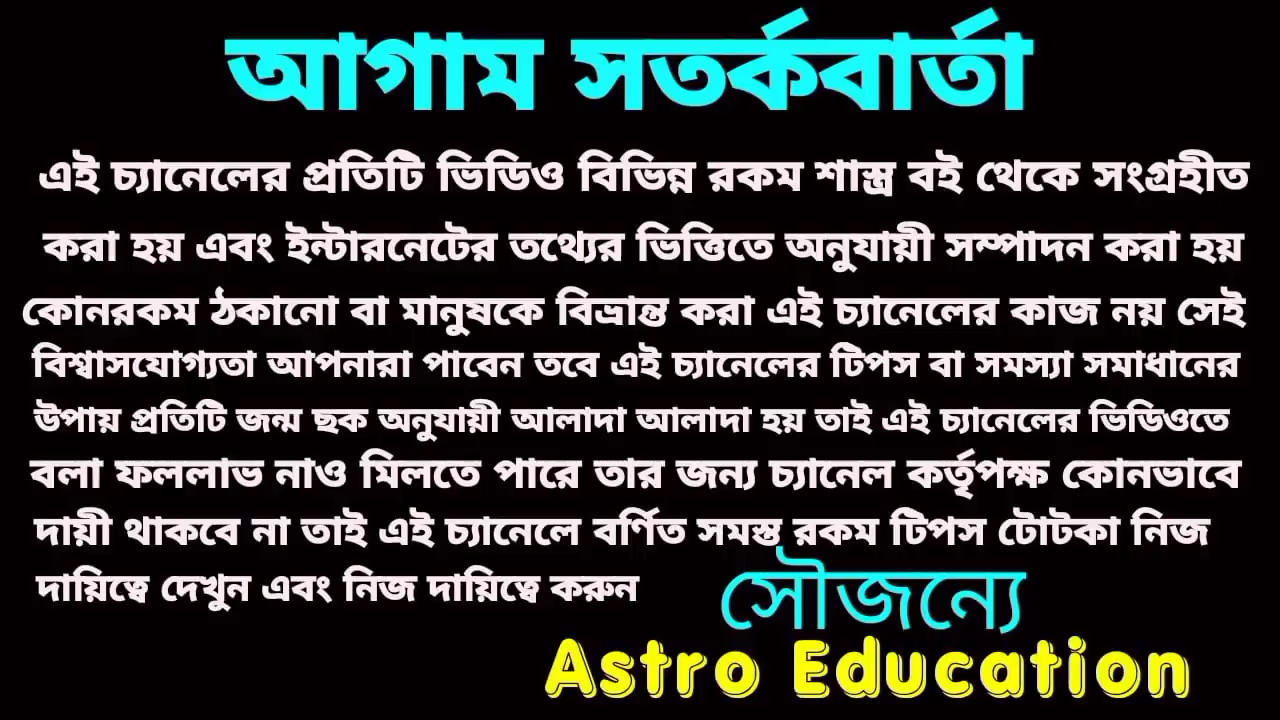 আগাম সতর্কবার্তা
এই চ্যানেলের প্রতিটি ভিডিও বিভিন্ন রকম শাস্ত্র বই থেকে সংগ্রহীত
করা হয় এবং ইন্টারনেটের তথ্যের ভিত্তিতে অনুযায়ী সম্পাদন করা হয়
কোনরকম ঠকানো বা মানুষকে বিভ্রান্ত করা এই চ্যানেলের কাজ নয় সেই
বিশ্বাসযোগ্যতা আপনারা পাবেন তবে এই চ্যানেলের টিপস বা সমস্যা সমাধানের
উপায় প্রতিটি জন্ম ছক অনুযায়ী আলাদা আলাদা হয় তাই এই চ্যানেলের ভিডিওতে
বলা ফললাভ নাও মিলতে পারে তার জন্য চ্যানেল কর্তৃপক্ষ কোনভাবে
দায়ী থাকবে না তাই এই চ্যানেলে বর্ণিত সমস্ত রকম টিপস টোটকা নিজ
দায়িত্বে দেখুন এবং নিজ দায়িত্বে করুন
সৌজন্যে
Astro Education